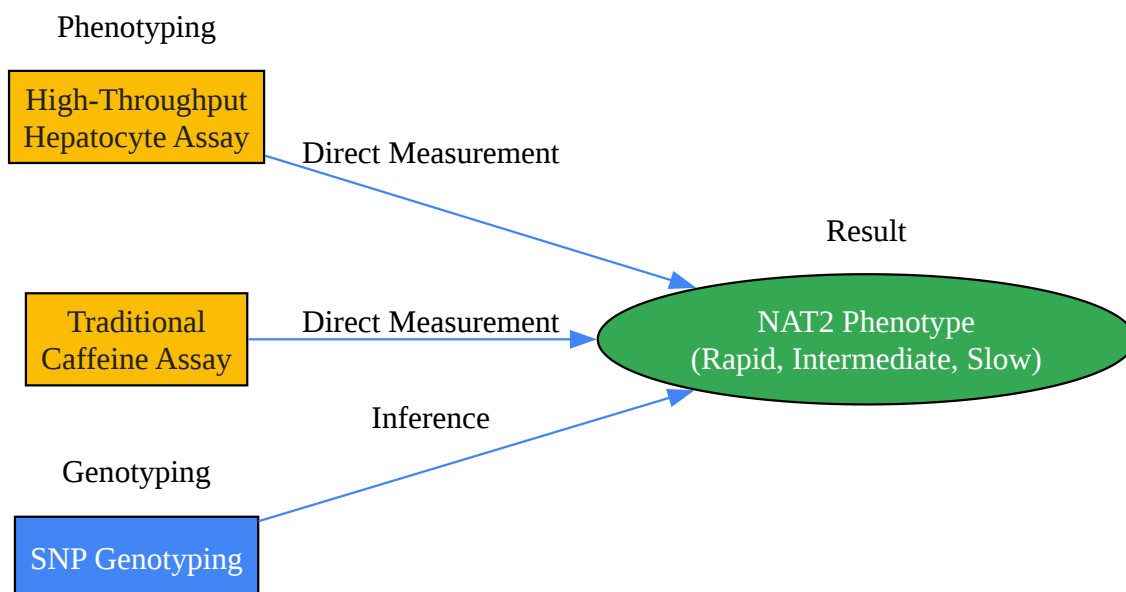 Phenotyping
High-Throughput
Hepatocyte Assay
Direct Measurement
Result
Traditional
Caffeine Assay
Direct Measurement
NAT2 Phenotype
(Rapid, Intermediate, Slow)
Inference
Genotyping
SNP Genotyping